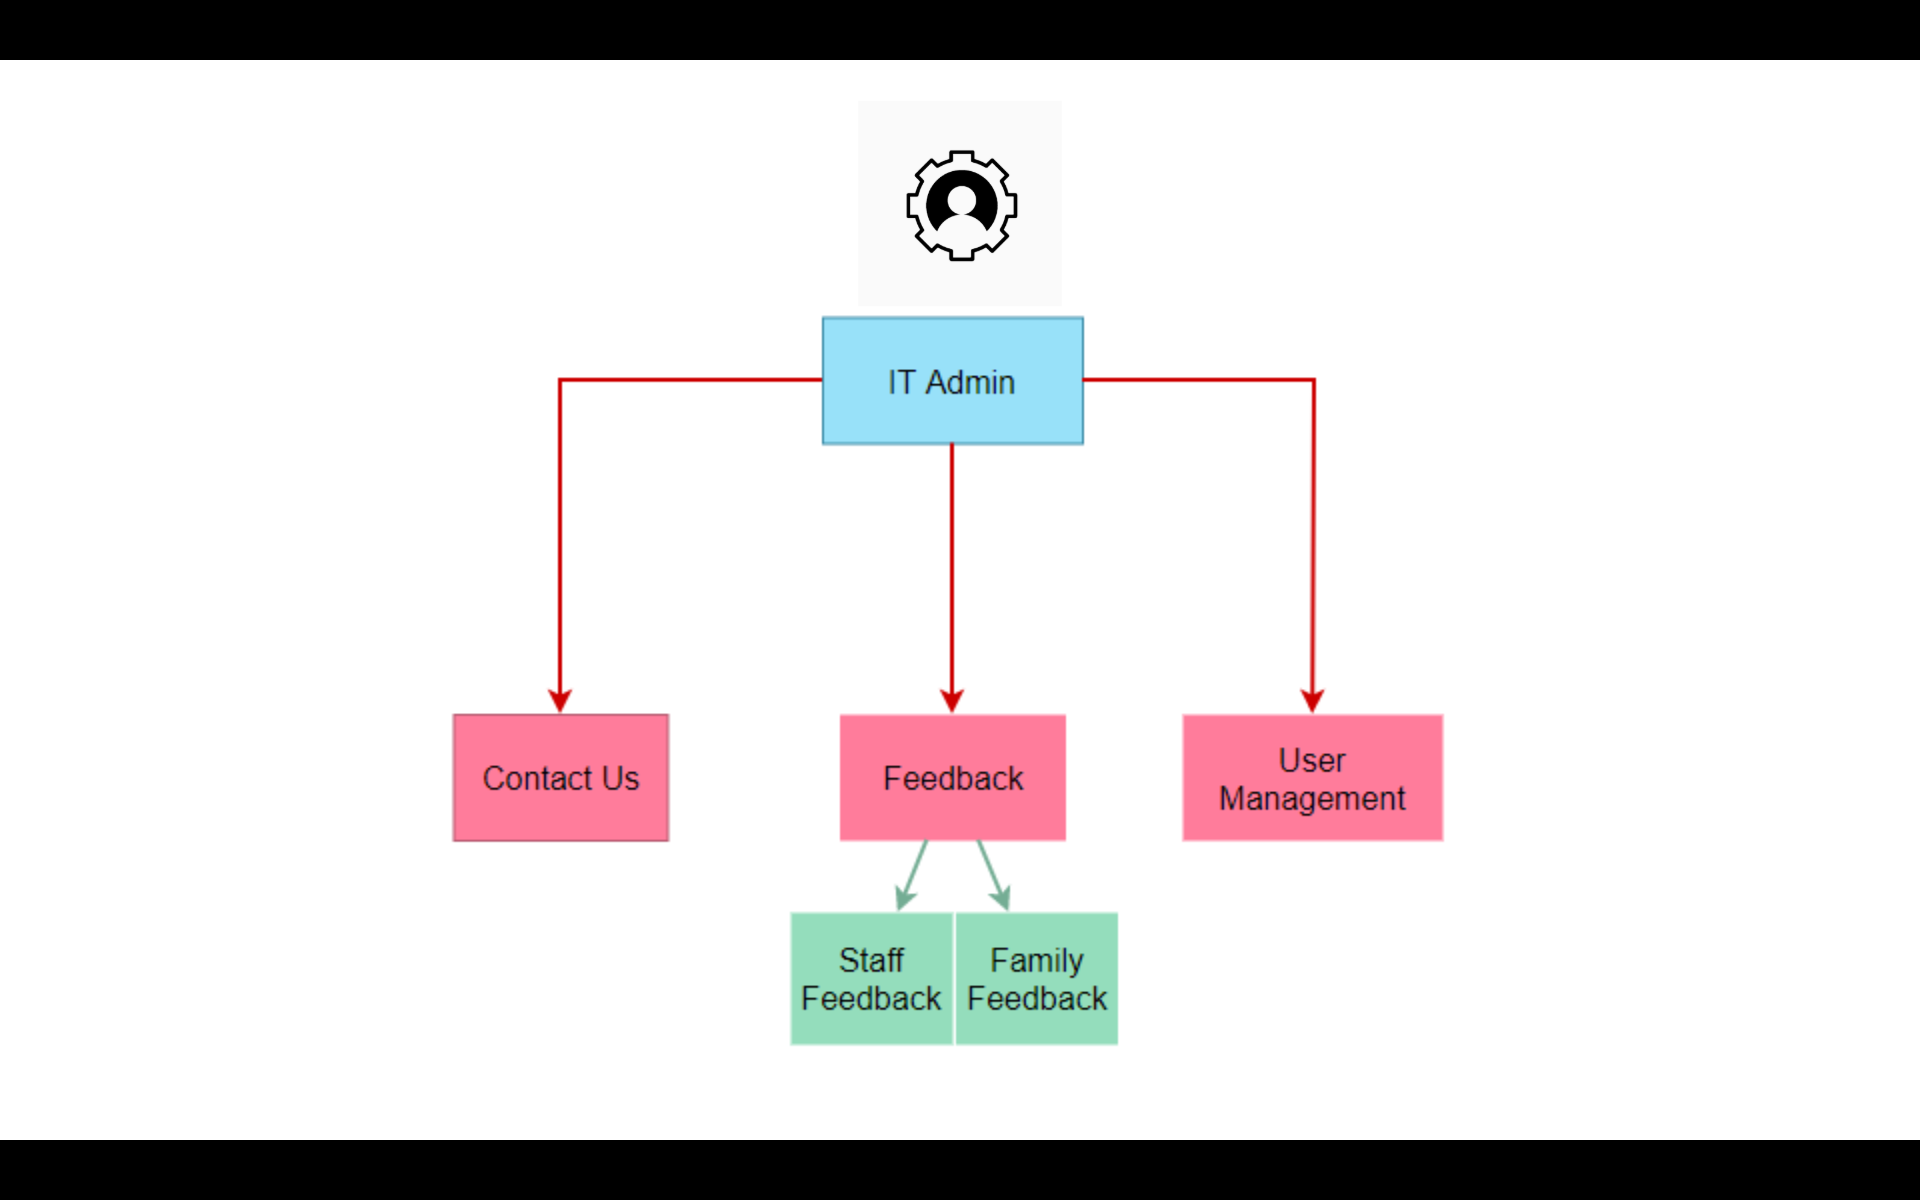 IT Admin
Contact Us
Feedback
User
Management
Staff
Feedback
Family
Feedback